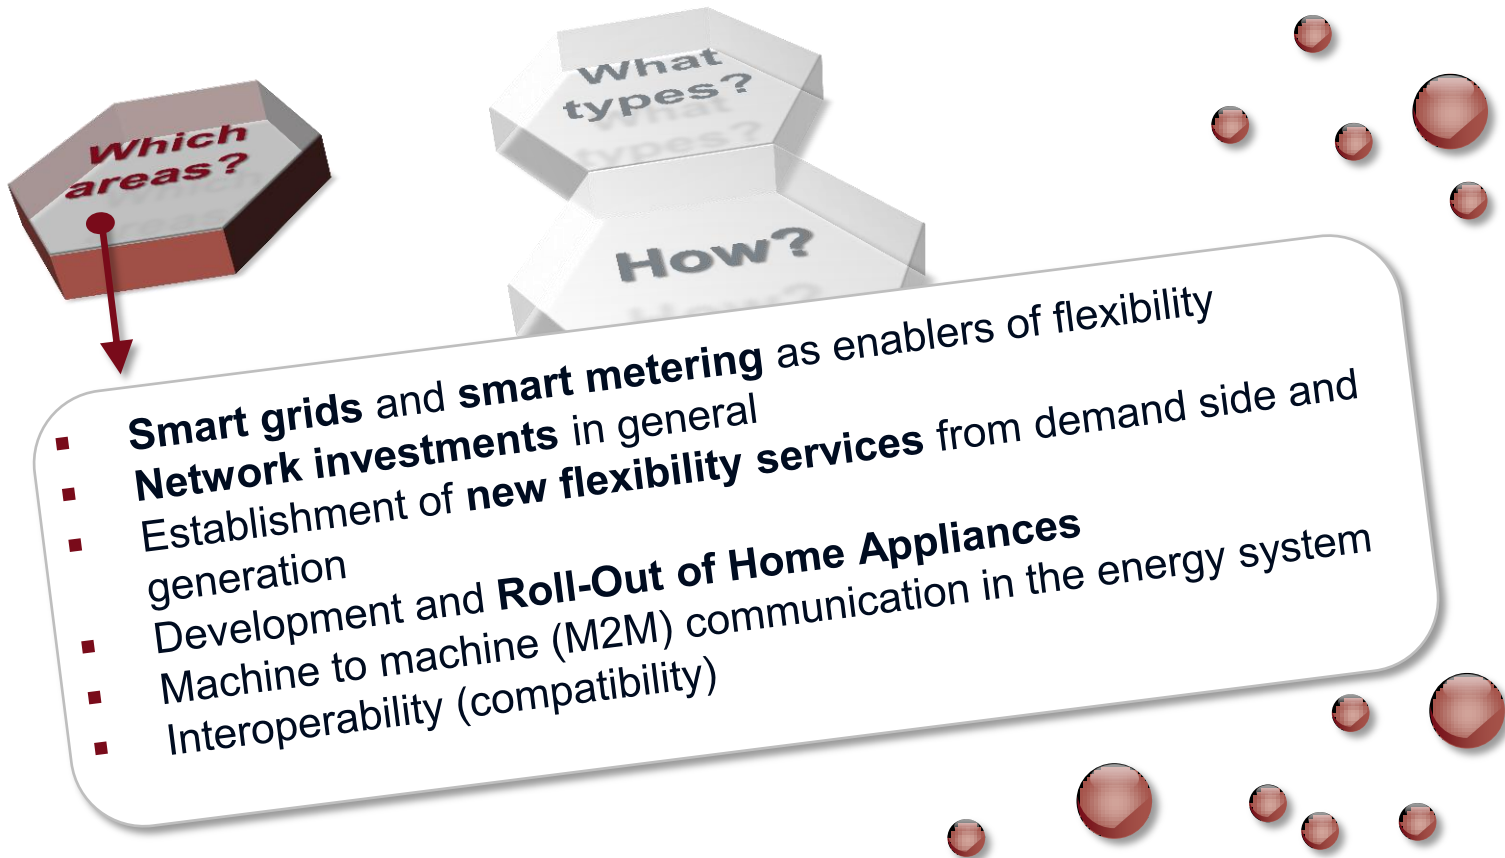 What
types?
Which
areas?
How?
▪ Smart grids and smart metering as enablers of flexibility
▪ Network investments in general
▪ Establishment of new flexibility services from demand side and
generation
▪ Development and Roll-Out of Home Appliances
▪ Machine to machine (M2M) communication in the energy system
▪ Interoperability (compatibility)